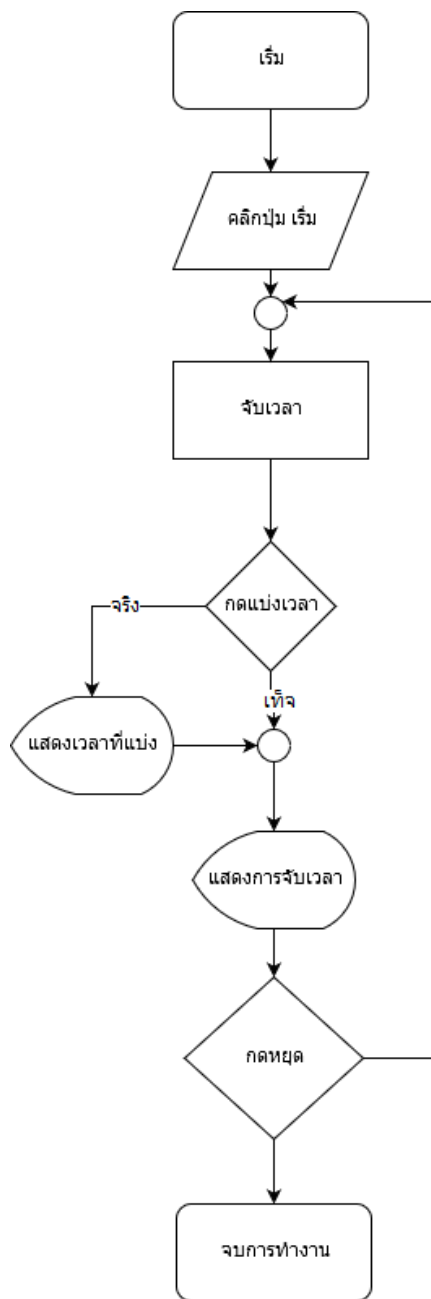 เริ่ม
คลิกปุ่ม เริ่ม
จับเวลา
กดแบ่งเวลา
จริง
เท็จ
แสดงเวลาที่แบ่ง
แสดงการจับเวลา
กดหยุด
จบการทำงาน